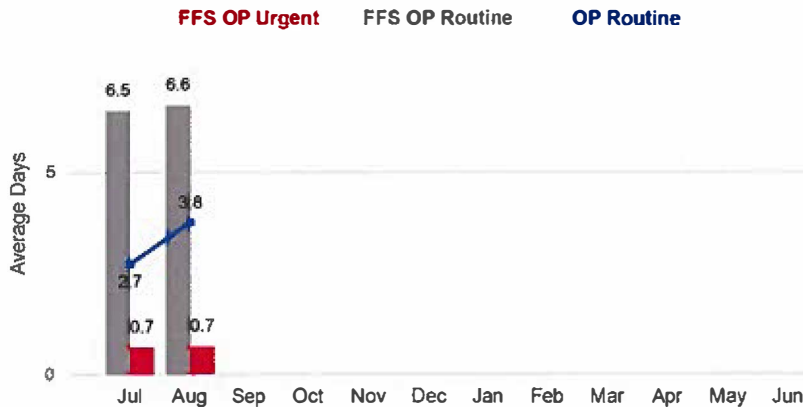 FFS OP Urgent FFS OP Routine OP Routine
6.5 6.6
Average Days
5
3.8
2.7
0.7 0.7
0
Jul Aug Sep Oct Nov Dec Jan Feb Mar Apr May Jun